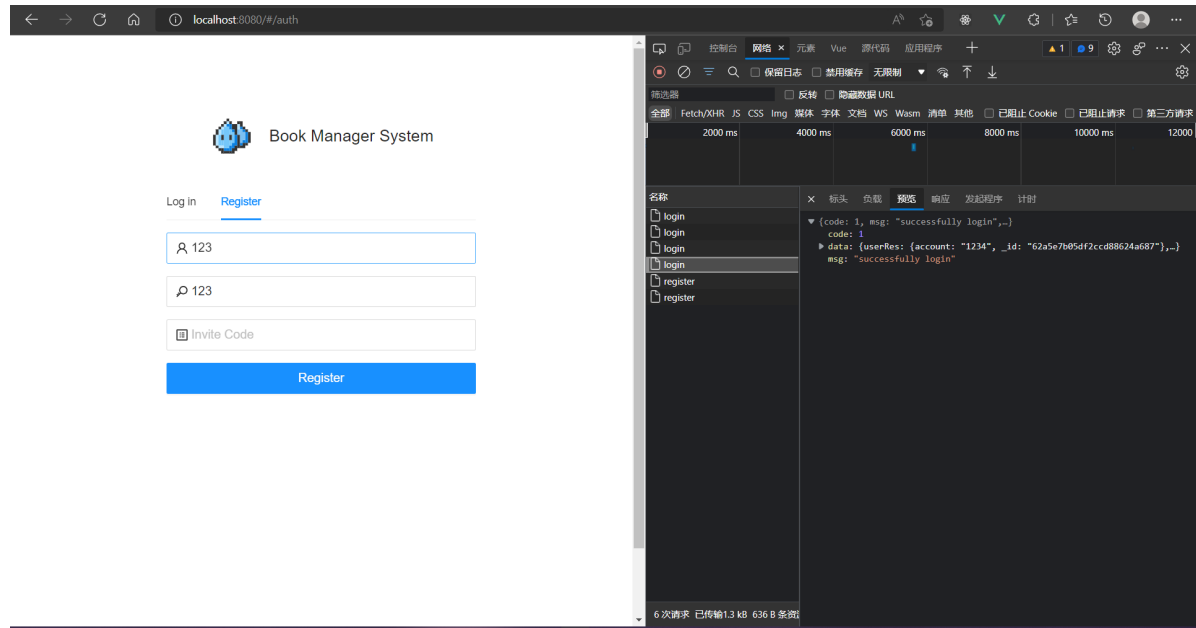 localhost:8080/#/auth
Book Manager System
Log in Register
123
123
Invite Code
Register
控制台 网络 × 元素 Vue 源代码 应用程序 1 9
保留日志 禁用缓存 无限制
筛选器 反转 隐藏数据 URL
全部 Fetch/XHR JS CSS Img 媒体 字体 文档 WS Wasm 清单 其他 已阻止 Cookie 已阻止请求 第三方请求
2000 ms 4000 ms 6000 ms 8000 ms 10000 ms 12000
名称
login
login
login
login
register
register
× 标头 负载 预览 响应 发起程序 计时
▼ {code: 1, msg: "successfully login",…}
code: 1
▶ data: {userRes: {account: "1234", _id: "62a5e7b05df2ccd88624a687"},…}
msg: "successfully login"
6 次请求 已传输1.3 kB 636 B 条资